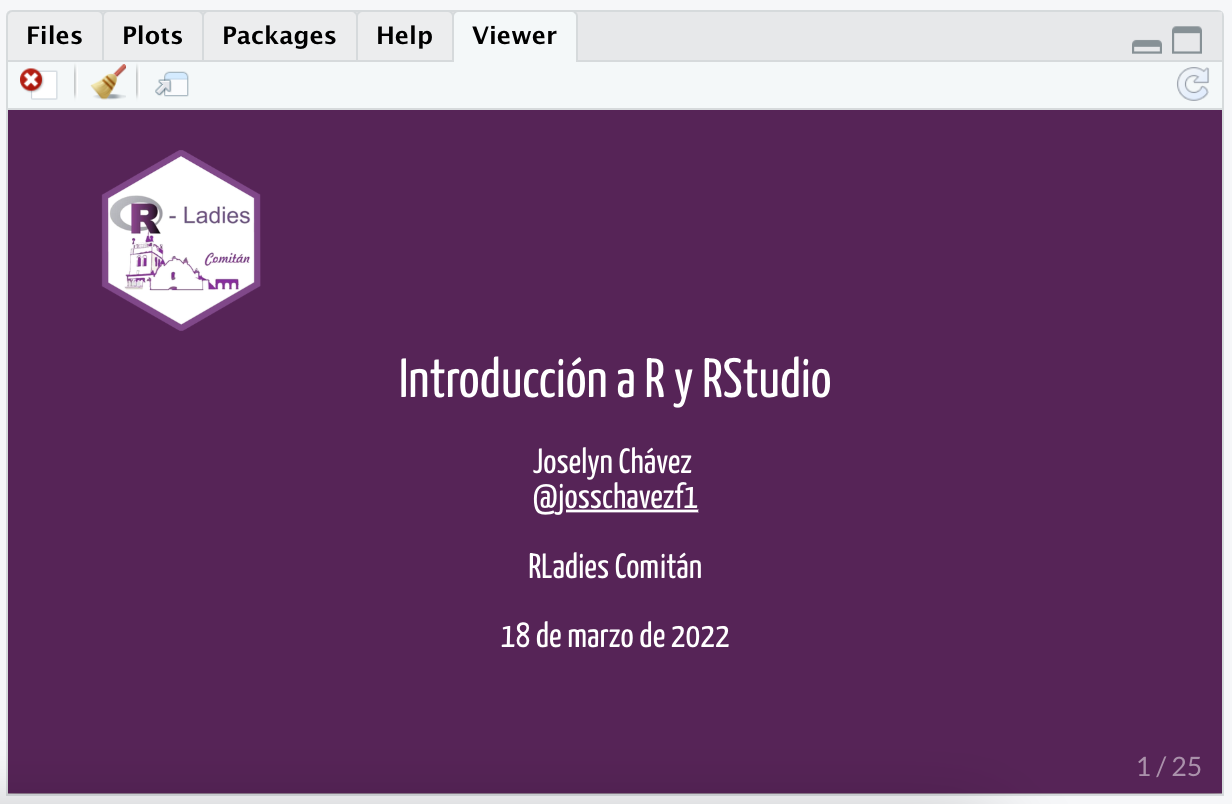 Files Plots Packages Help Viewer
R - Ladies
Comitán
Introducción a R y RStudio
Joselyn Chávez
@josschavezf1
RLadies Comitán
18 de marzo de 2022
1 / 25